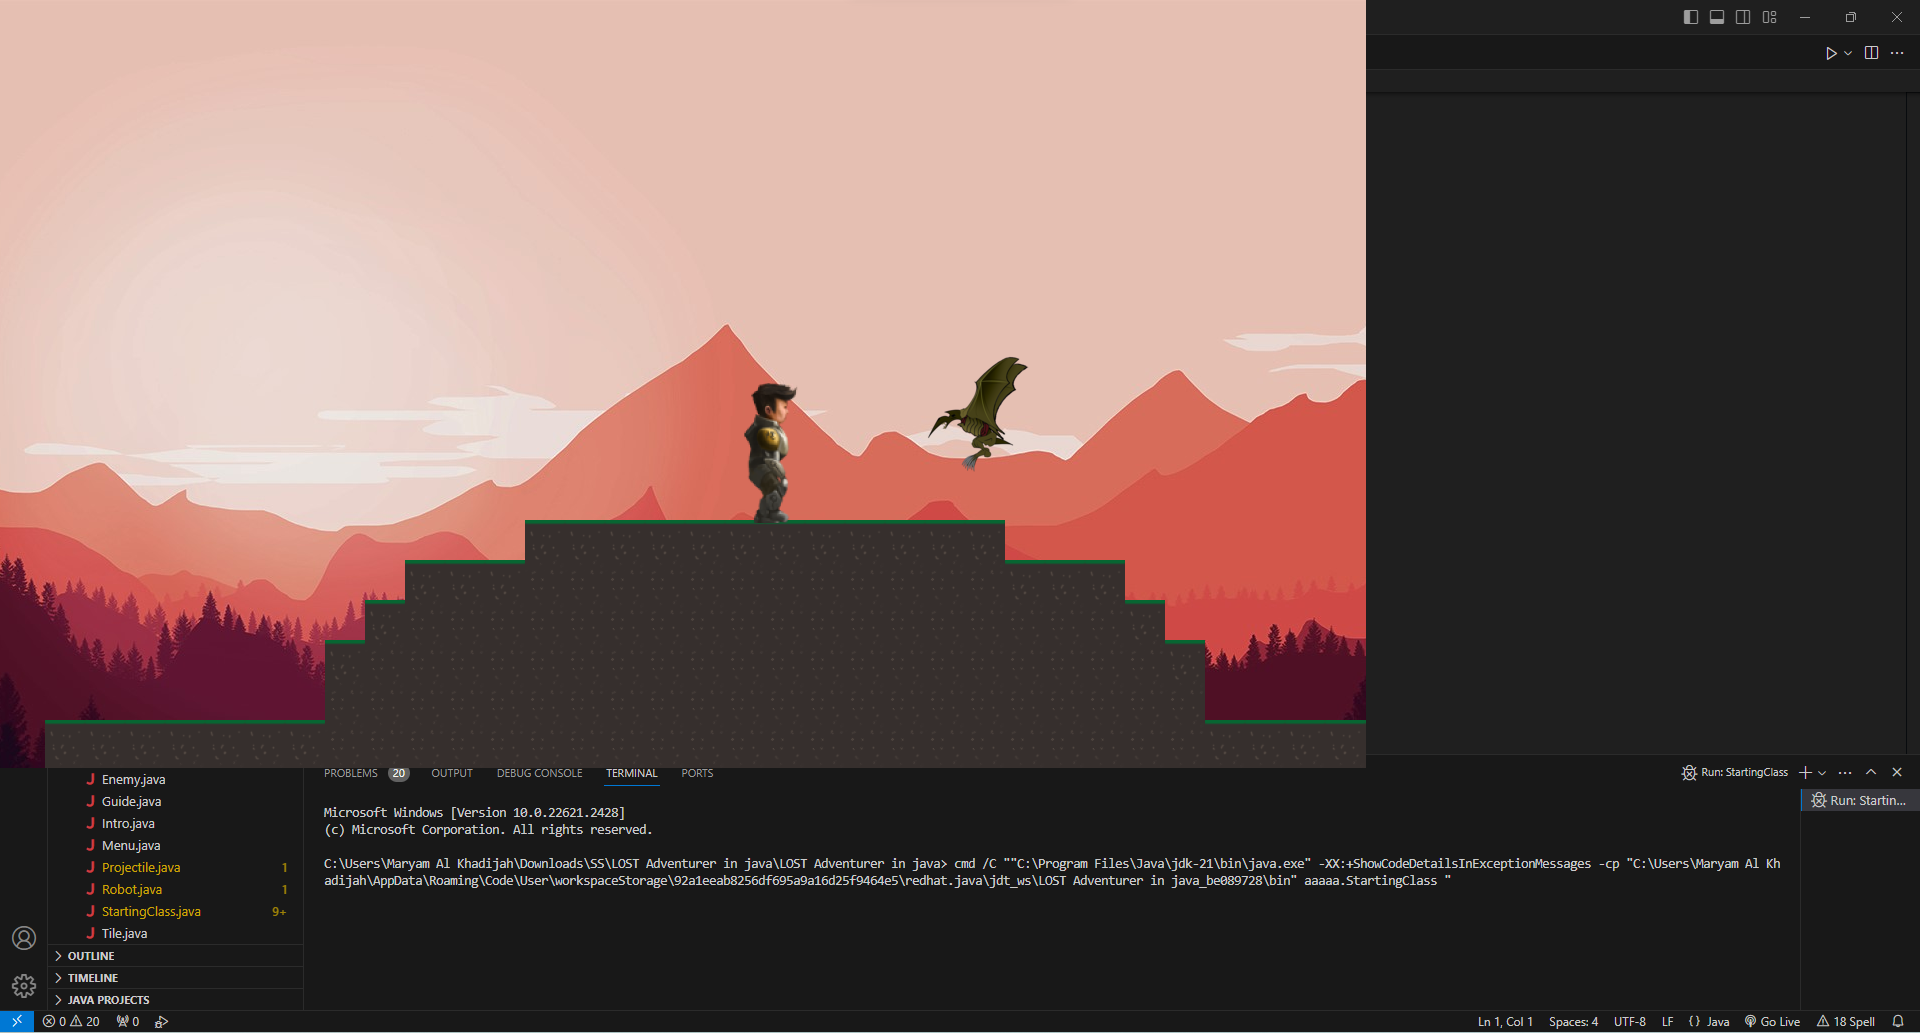 PROBLEMS 20 OUTPUT DEBUG CONSOLE TERMINAL PORTS
Run: StartingClass
Run: Startin...
Enemy.java
Guide.java
Intro.java
Menu.java
Projectile.java 1
Robot.java 1
StartingClass.java 9+
Tile.java
OUTLINE
TIMELINE
JAVA PROJECTS
Microsoft Windows [Version 10.0.22621.2428]
(c) Microsoft Corporation. All rights reserved.
C:\Users\Maryam Al Khadijah\Downloads\SS\LOST Adventurer in java\LOST Adventurer in java> cmd /C ""C:\Program Files\Java\jdk-21\bin\java.exe" -XX:+ShowCodeDetailsInExceptionMessages -cp "C:\Users\Maryam Al Kh
adijah\AppData\Roaming\Code\User\workspaceStorage\92a1eeab8256df695a9a16d25f9464e5\redhat.java\jdt_ws\LOST Adventurer in java_be089728\bin" aaaaa.StartingClass "
0 20 0
Ln 1, Col 1 Spaces: 4 UTF-8 LF {} Java Go Live 18 Spell